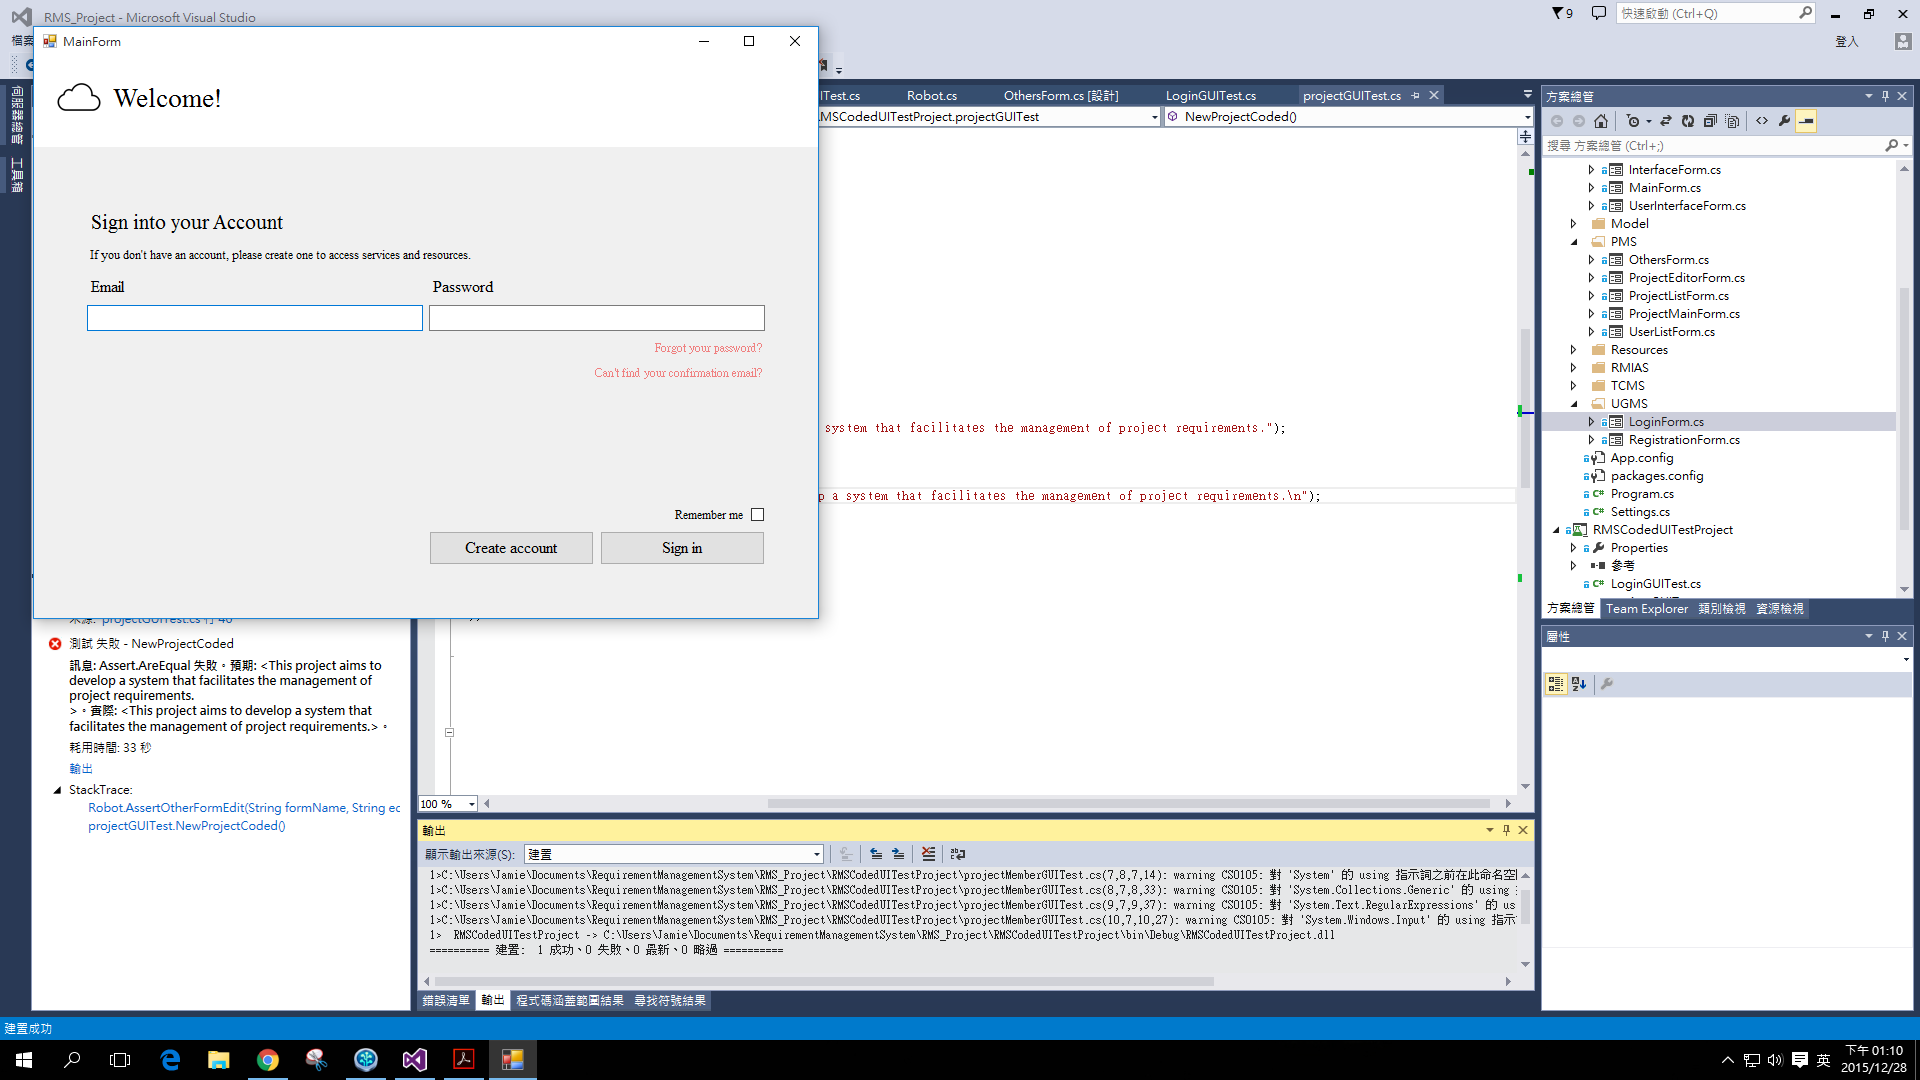 RMS_Project - Microsoft Visual Studio
9
快速啟動 (Ctrl+Q)
檔案
登入
MainForm
Welcome!
Sign into your Account
If you don't have an account, please create one to access services and resources.
Email
Password
Forgot your password?
Can't find your confirmation email?
Remember me
Create account
Sign in
伺服器總管
工具箱
ITest.cs
Robot.cs
OthersForm.cs [設計]
LoginGUITest.cs
projectGUITest.cs
MSCodedUITestProject.projectGUITest
NewProjectCoded()
system that facilitates the management of project requirements.");
p a system that facilitates the management of project requirements.\n");
100 %
來源: projectGUITest.cs 行 46
測試 失敗 - NewProjectCoded
訊息: Assert.AreEqual 失敗。預期: <This project aims to
develop a system that facilitates the management of
project requirements.
>。實際: <This project aims to develop a system that
facilitates the management of project requirements.>。
耗用時間: 33 秒
輸出
StackTrace:
Robot.AssertOtherFormEdit(String formName, String ec
projectGUITest.NewProjectCoded()
輸出
顯示輸出來源(S):
建置
1>C:\Users\Jamie\Documents\RequirementManagementSystem\RMS_Project\RMSCodedUITestProject\projectMemberGUITest.cs(7,8,7,14): warning CS0105: 對 'System' 的 using 指示詞之前在此命名空
1>C:\Users\Jamie\Documents\RequirementManagementSystem\RMS_Project\RMSCodedUITestProject\projectMemberGUITest.cs(8,7,8,33): warning CS0105: 對 'System.Collections.Generic' 的 using
1>C:\Users\Jamie\Documents\RequirementManagementSystem\RMS_Project\RMSCodedUITestProject\projectMemberGUITest.cs(9,7,9,37): warning CS0105: 對 'System.Text.RegularExpressions' 的 us
1>C:\Users\Jamie\Documents\RequirementManagementSystem\RMS_Project\RMSCodedUITestProject\projectMemberGUITest.cs(10,7,10,27): warning CS0105: 對 'System.Windows.Input' 的 using 指示
1>  RMSCodedUITestProject -> C:\Users\Jamie\Documents\RequirementManagementSystem\RMS_Project\RMSCodedUITestProject\bin\Debug\RMSCodedUITestProject.dll
========== 建置: 1 成功、0 失敗、0 最新、0 略過 ==========
錯誤清單 輸出 程式碼涵蓋範圍結果 尋找符號結果
方案總管
搜尋 方案總管 (Ctrl+;)
InterfaceForm.cs
MainForm.cs
UserInterfaceForm.cs
Model
PMS
OthersForm.cs
ProjectEditorForm.cs
ProjectListForm.cs
ProjectMainForm.cs
UserListForm.cs
Resources
RMIAS
TCMS
UGMS
LoginForm.cs
RegistrationForm.cs
App.config
packages.config
Program.cs
Settings.cs
RMSCodedUITestProject
Properties
參考
LoginGUITest.cs
方案總管 Team Explorer 類別檢視 資源檢視
屬性
建置成功
英
下午 01:10
2015/12/28